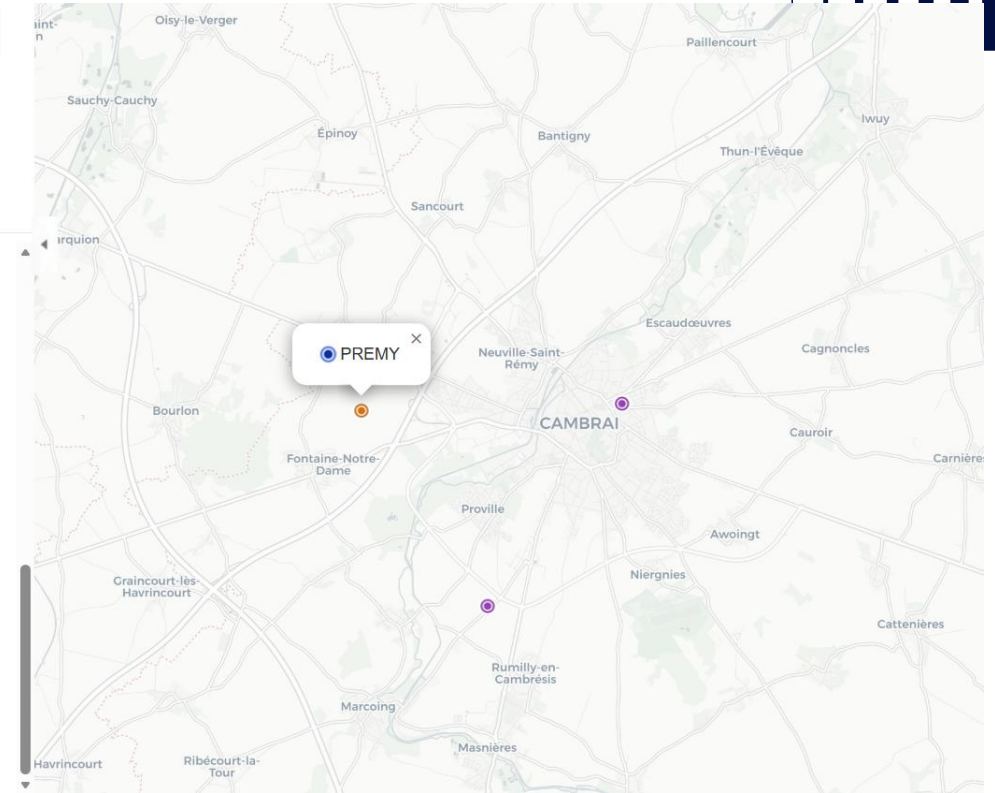 Oisy-le-Verger
Paillencourt
Sauchy-Cauchy
Iwuy
Épinoy
Bantigny
Thun-l'Évêque
Sancourt
arquion
Escaudœuvres
PREMY
Neuville-Saint-
Rémy
Cagnoncles
Bourlon
CAMBRAI
Cauroir
Fontaine-Notre-
Dame
Carnières
Proville
Awoingt
Niergnies
Graincourt-lès-
Havrincourt
Cattenières
Rumilly-en-
Cambrésis
Marcoing
Masnières
Havrincourt
Ribécourt-la-
Tour